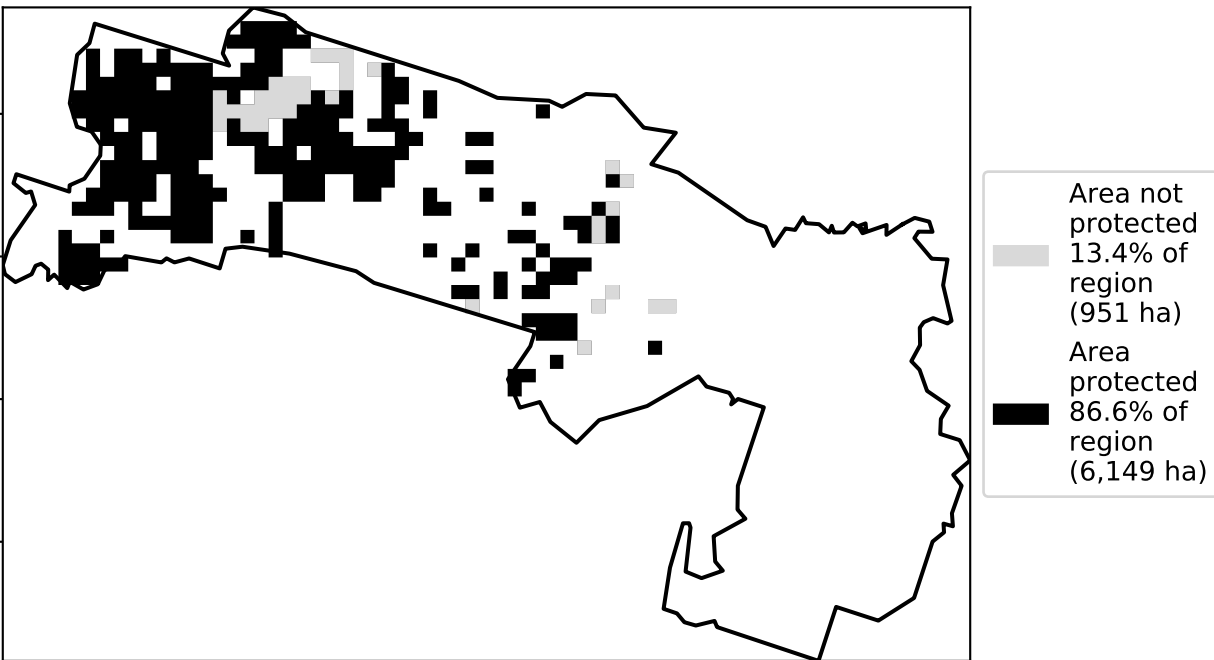 Area not
protected
13.4% of
region
(951 ha)
Area
protected
86.6% of
region
(6,149 ha)